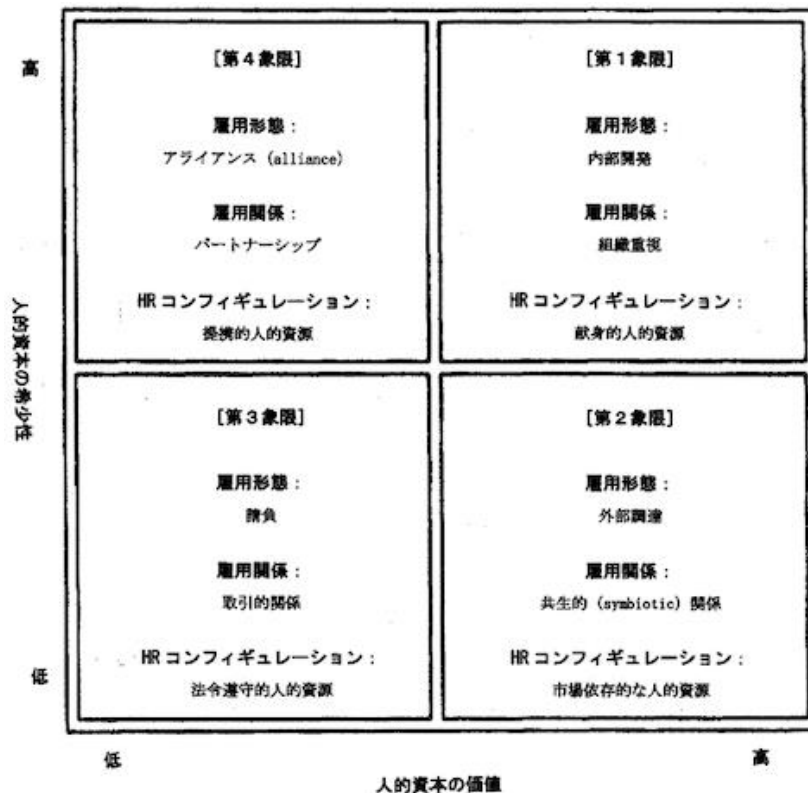 高
[第4象限]
雇用形態：
アライアンス (alliance)
雇用関係：
パートナーシップ
HRコンフィギュレーション：
提携的人的資源
[第1象限]
雇用形態：
内部開発
雇用関係：
組織重視
HRコンフィギュレーション：
献身的人的資源
人的資本の希少性
[第3象限]
雇用形態：
請負
雇用関係：
取引的関係
HRコンフィギュレーション：
法令遵守的人的資源
[第2象限]
雇用形態：
外部調達
雇用関係：
共生的 (symbiotic) 関係
HRコンフィギュレーション：
市場依存的な人的資源
低
低
高
人的資本の価値